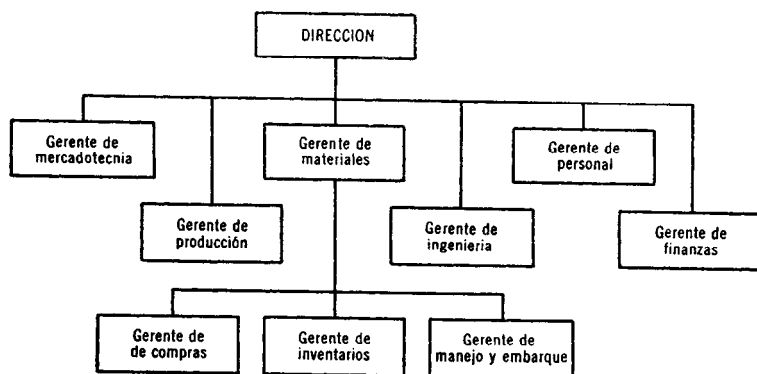 DIRECCION
Gerente de
mercadotecnia
Gerente de
materiales
Gerente de
personal
Gerente de
producción
Gerente de
ingenieria
Gerente de
finanzas
Gerente de
de compras
Gerente de
inventarios
Gerente de
manejo y embarque